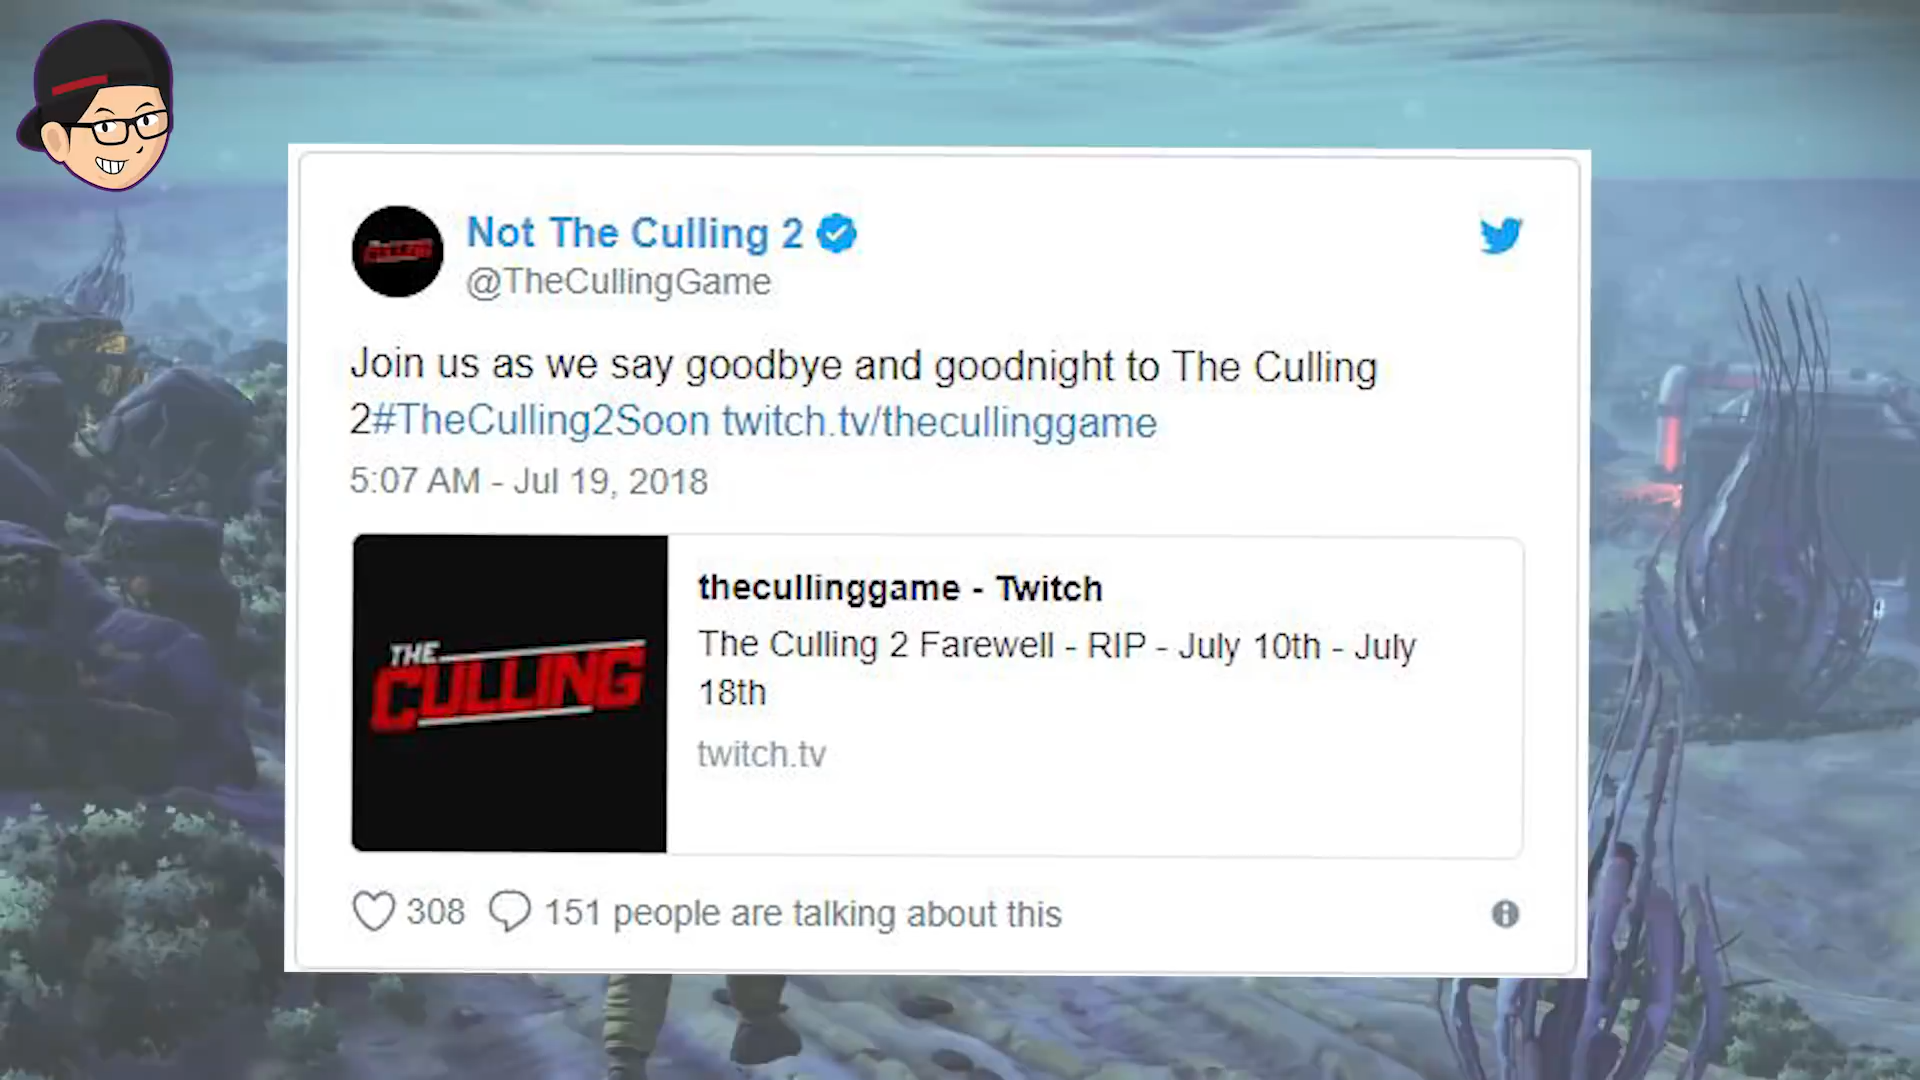 Not The Culling 2
@TheCullingGame
Join us as we say goodbye and goodnight to The Culling
2#TheCulling2Soon twitch.tv/thecullinggame
5:07 AM - Jul 19, 2018
THE
CULLING
thecullinggame - Twitch
The Culling 2 Farewell - RIP - July 10th - July
18th
twitch.tv
308 151 people are talking about this